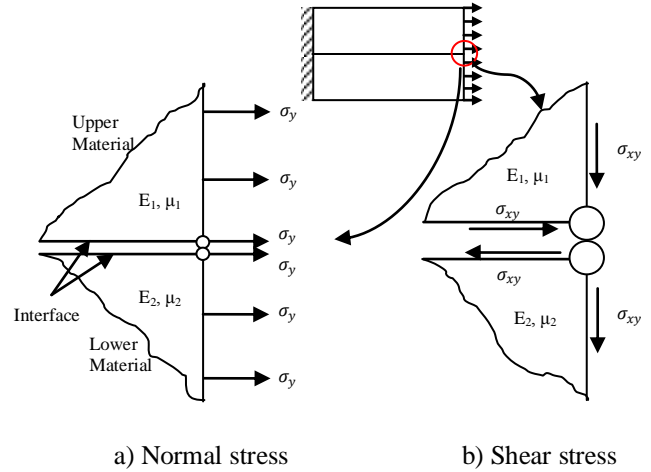 σy
Upper
Material
σy
E1, μ1
σy
σy
E2, μ2
σy
Interface
Lower
Material
σy
σxy
E1, μ1
σxy
σxy
E2, μ2
σxy
a) Normal stress
b) Shear stress